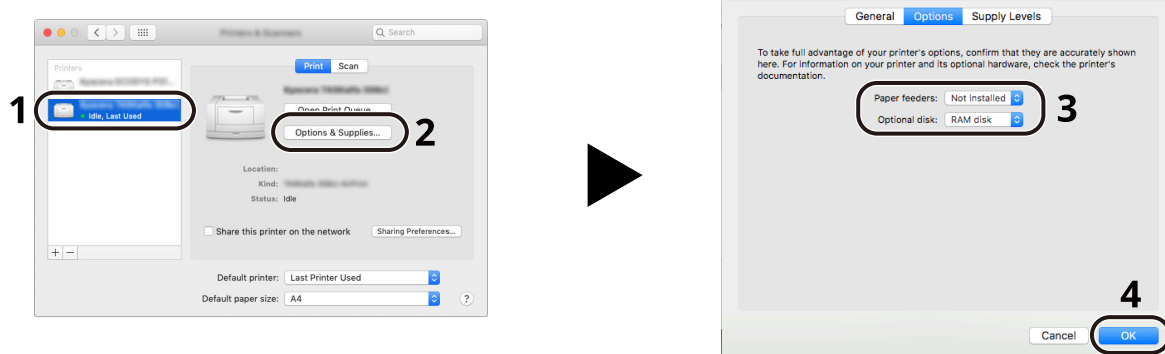 Search
Printers
Print Scan
1
Idle, Last Used
Open Print Queue...
Options & Supplies...
2
Location:
Kind:
Status: Idle
Share this printer on the network
Sharing Preferences...
+ −
Default printer: Last Printer Used
Default paper size: A4
?
General Options Supply Levels
To take full advantage of your printer's options, confirm that they are accurately shown
here. For information on your printer and its optional hardware, check the printer's
documentation.
Paper feeders: Not installed
Optional disk: RAM disk
3
4
Cancel OK